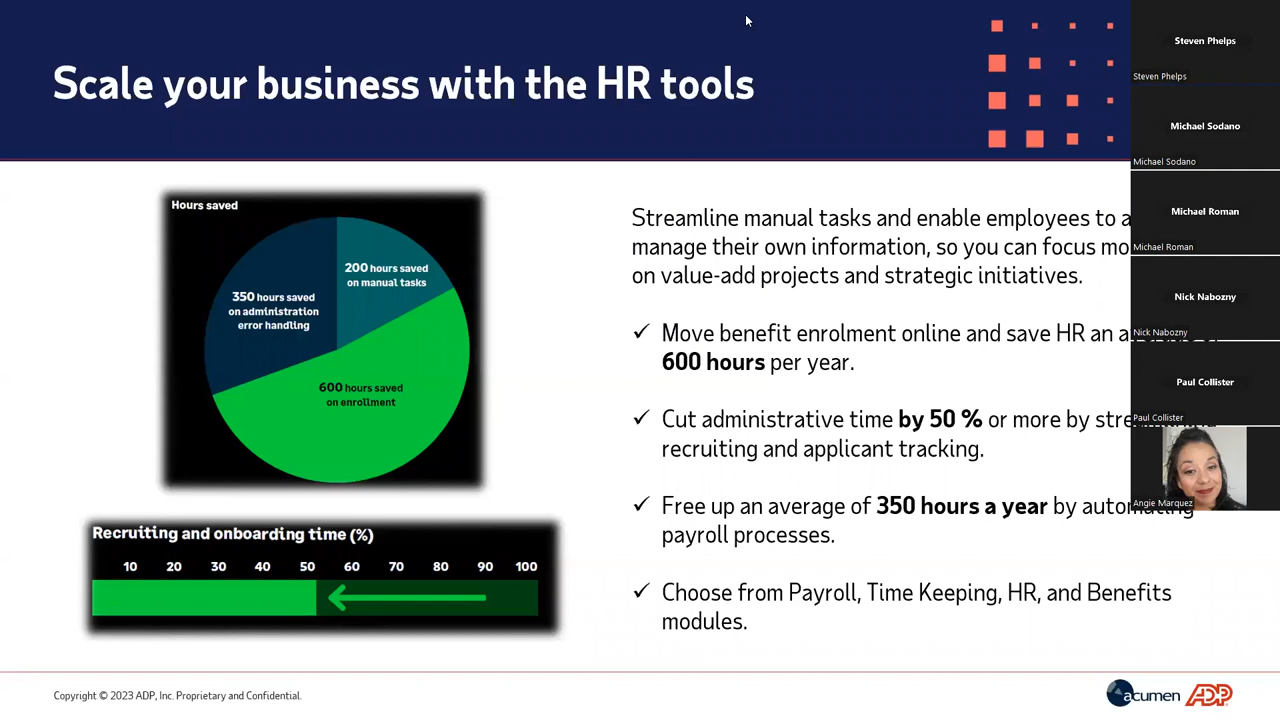 Scale your business with the HR tools
Hours saved
200 hours saved
on manual tasks
350 hours saved
on administration
error handling
600 hours saved
on enrollment
Recruiting and onboarding time (%)
10 20 30 40 50 60 70 80 90 100
Streamline manual tasks and enable employees to
manage their own information, so you can focus
on value-add projects and strategic initiatives.
✓ Move benefit enrolment online and save HR an
600 hours per year.
✓ Cut administrative time by 50 % or more by
recruiting and applicant tracking.
✓ Free up an average of 350 hours a year by automating
payroll processes.
✓ Choose from Payroll, Time Keeping, HR, and Benefits
modules.
Copyright © 2023 ADP, Inc. Proprietary and Confidential.
acumen ADP
Steven Phelps
Steven Phelps
Michael Sodano
Michael Sodano
Michael Roman
Michael Roman
Nick Nabozny
Nick Nabozny
Paul Collister
Paul Collister
Angie Marquez